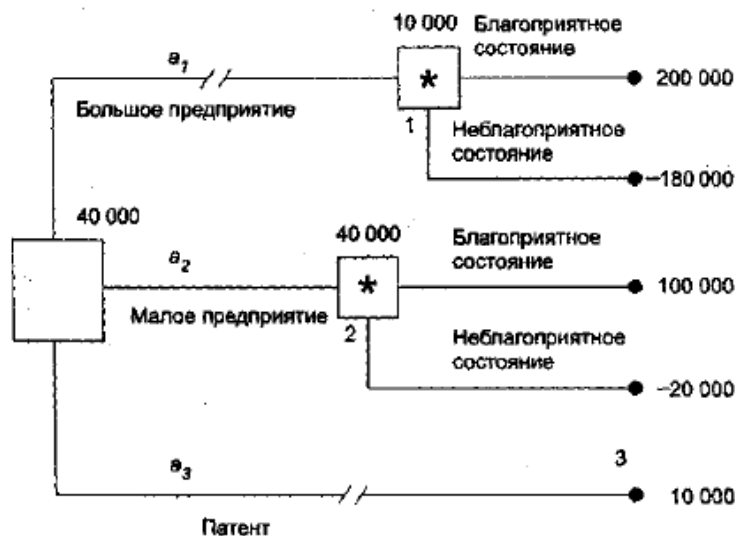 10 000
Благоприятное
состояние
a1
*
200 000
Большое предприятие
1
Неблагоприятное
состояние
–180 000
40 000
40 000
Благоприятное
состояние
a2
*
100 000
Малое предприятие
2
Неблагоприятное
состояние
–20 000
a3
3
10 000
Патент